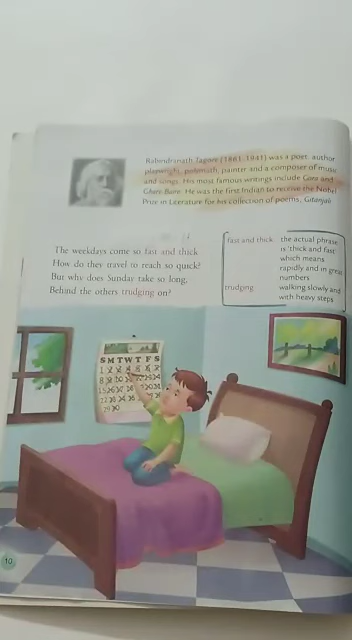 Rabindranath Tagore (1861-1941) was a poet, author
playwright, polymath, painter and a composer of music
and songs. His most famous writings include Gora and
Ghare-Baire. He was the first Indian to receive the Nobel
Prize in Literature for his collection of poems, Gitanjali
The weekdays come so fast and thick
How do they travel to reach so quick?
But why does Sunday take so long,
Behind the others trudging on?
fast and thick the actual phrase
is 'thick and fast'
which means
rapidly and in great
numbers
trudging walking slowly and
with heavy steps
S M T W T F S
10